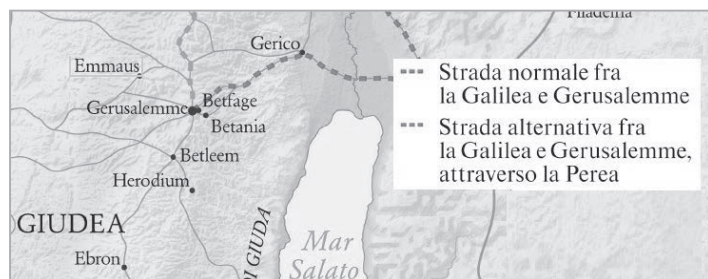 Gerico
Emmaus
Gerusalemme
Betfage
Betania
Betleem
Herodium
GIUDEA
Ebron
DI GIUDA
Mar
Salato
Strada normale fra
la Galilea e Gerusalemme
Strada alternativa fra
la Galilea e Gerusalemme,
attraverso la Perea